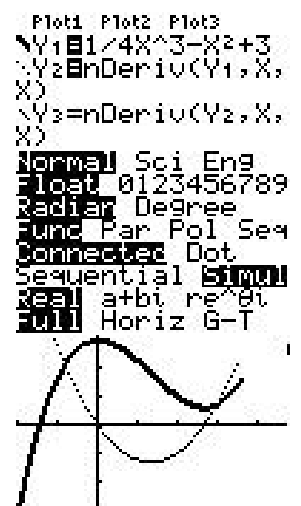 Plot1 Plot2 Plot3
\Y₁=1/4X^3-X²+3
\Y₂=nDeriv(Y₁,X,
X)
\Y₃=nDeriv(Y₂,X,
X)
Normal Sci Eng
Float 0123456789
Radian Degree
Func Par Pol Seq
Connected Dot
Sequential Simul
Real a+bi re^θi
Full Horiz G-T